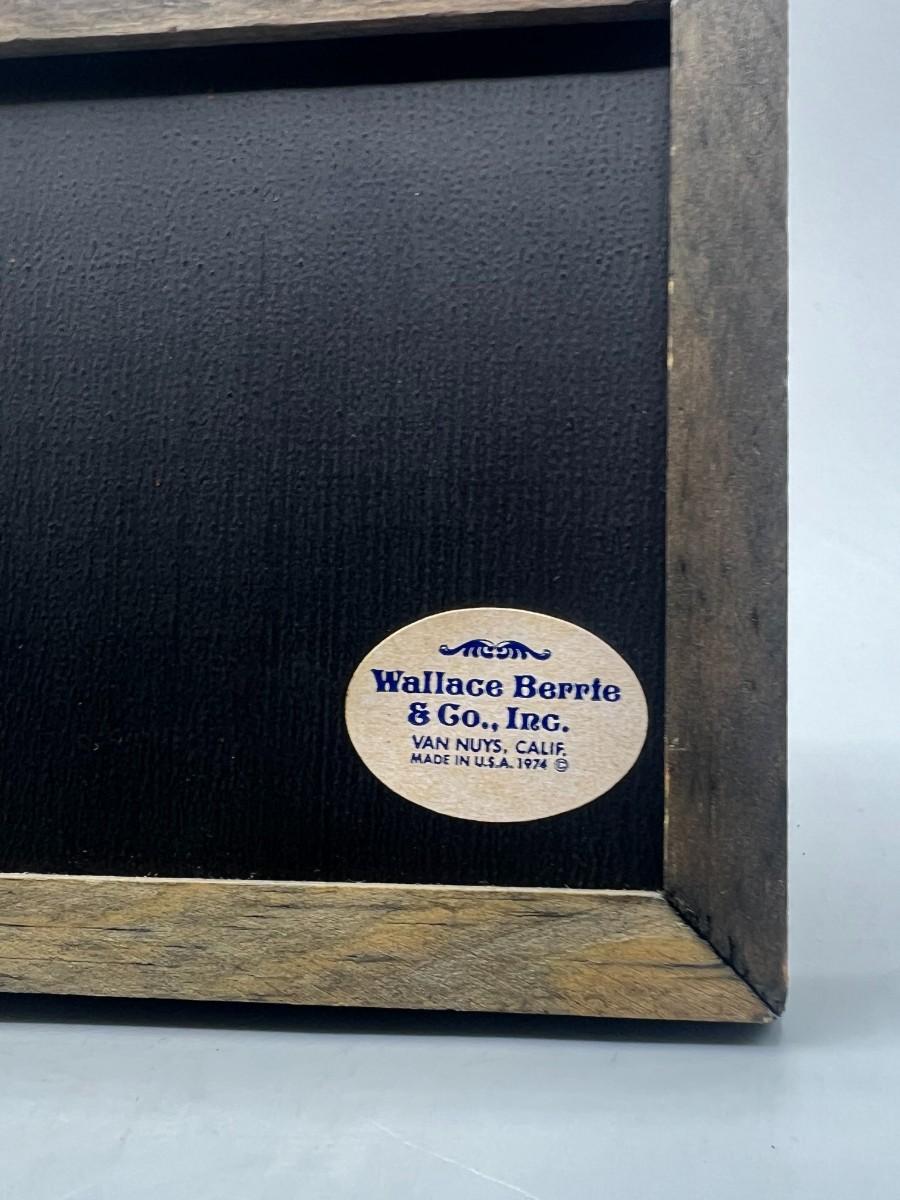 Wallace Berrie
& Co., Inc.
VAN NUYS, CALIF.
MADE IN U.S.A. 1974 ©